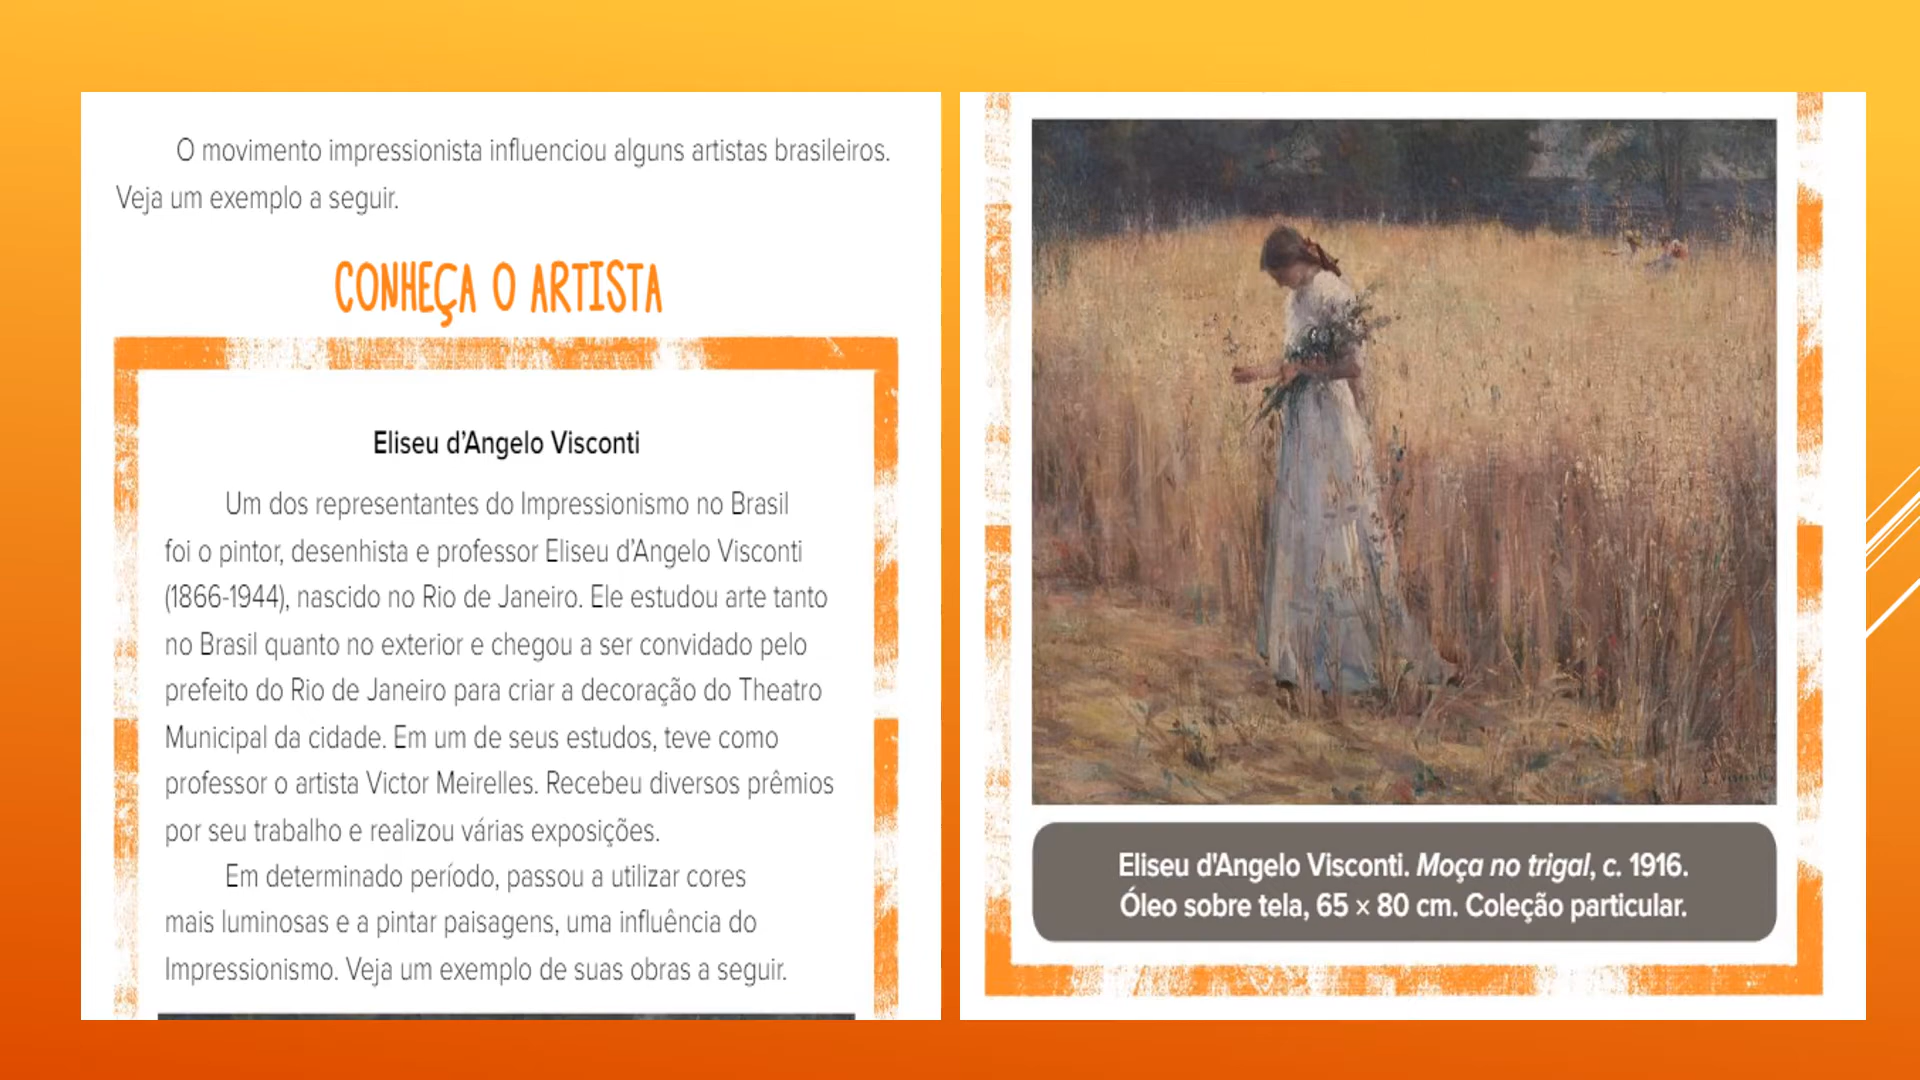 O movimento impressionista influenciou alguns artistas brasileiros.
Veja um exemplo a seguir.
CONHEÇA O ARTISTA
Eliseu d’Angelo Visconti
Um dos representantes do Impressionismo no Brasil
foi o pintor, desenhista e professor Eliseu d’Angelo Visconti
(1866-1944), nascido no Rio de Janeiro. Ele estudou arte tanto
no Brasil quanto no exterior e chegou a ser convidado pelo
prefeito do Rio de Janeiro para criar a decoração do Theatro
Municipal da cidade. Em um de seus estudos, teve como
professor o artista Victor Meirelles. Recebeu diversos prêmios
por seu trabalho e realizou várias exposições.
Em determinado período, passou a utilizar cores
mais luminosas e a pintar paisagens, uma influência do
Impressionismo. Veja um exemplo de suas obras a seguir.
Eliseu d'Angelo Visconti. Moça no trigal, c. 1916.
Óleo sobre tela, 65 × 80 cm. Coleção particular.